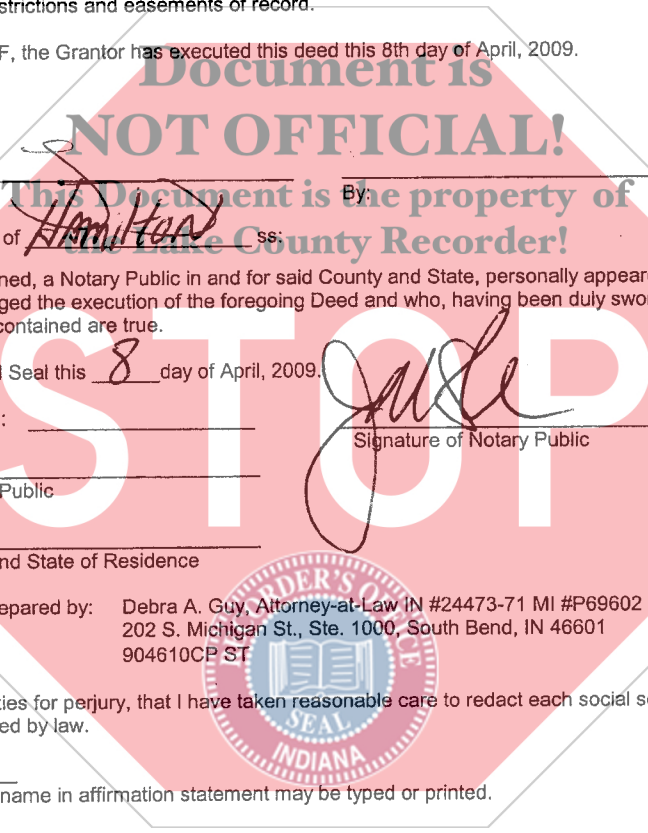 strictions and easements of record.
F, the Grantor has executed this deed this 8th day of April, 2009.
Document is
NOT OFFICIAL!
This Document is the property of
By:
of Hamilton ss:
the Lake County Recorder!
ned, a Notary Public in and for said County and State, personally appeare
ged the execution of the foregoing Deed and who, having been duly swo
contained are true.
STOP
l Seal this 8 day of April, 2009.
:
Signature of Notary Public
Public
nd State of Residence
epared by: Debra A. Guy, Attorney-at-Law IN #24473-71 MI #P69602
202 S. Michigan St., Ste. 1000, South Bend, IN 46601
904610CP ST
RECORDER'S OFFICE
SEAL
INDIANA
ties for perjury, that I have taken reasonable care to redact each social se
ed by law.
name in affirmation statement may be typed or printed.